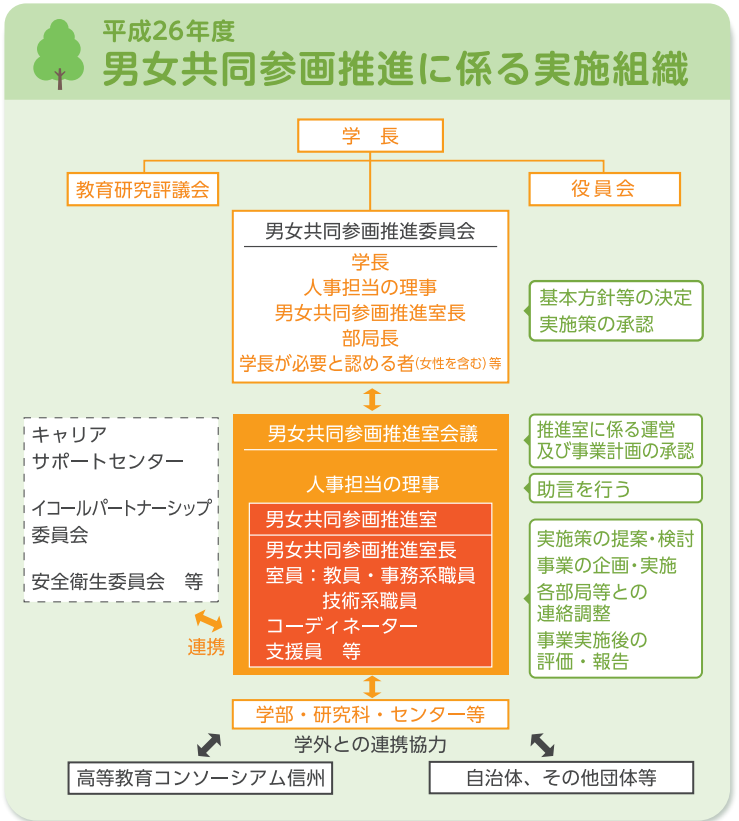 平成26年度
男女共同参画推進に係る実施組織
学 長
教育研究評議会
役員会
男女共同参画推進委員会
学長
人事担当の理事
男女共同参画推進室長
部局長
学長が必要と認める者(女性を含む)等
基本方針等の決定
実施策の承認
キャリア
サポートセンター
イコールパートナーシップ
委員会
安全衛生委員会 等
連携
男女共同参画推進室会議
人事担当の理事
男女共同参画推進室
男女共同参画推進室長
室員：教員・事務系職員
技術系職員
コーディネーター
支援員 等
推進室に係る運営
及び事業計画の承認
助言を行う
実施策の提案・検討
事業の企画・実施
各部局等との
連絡調整
事業実施後の
評価・報告
学部・研究科・センター等
学外との連携協力
高等教育コンソーシアム信州
自治体、その他団体等